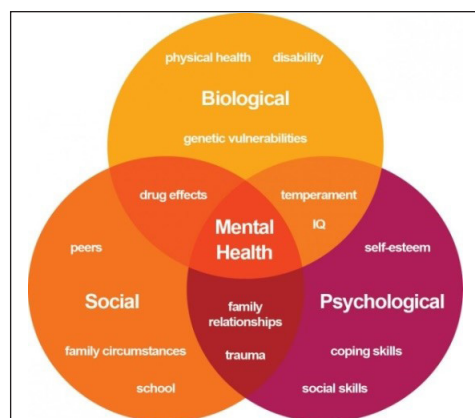 physical health disability
Biological
genetic vulnerabilities
drug effects temperament
IQ
Mental
Health
peers self-esteem
Social Psychological
family
relationships
family circumstances trauma coping skills
school social skills